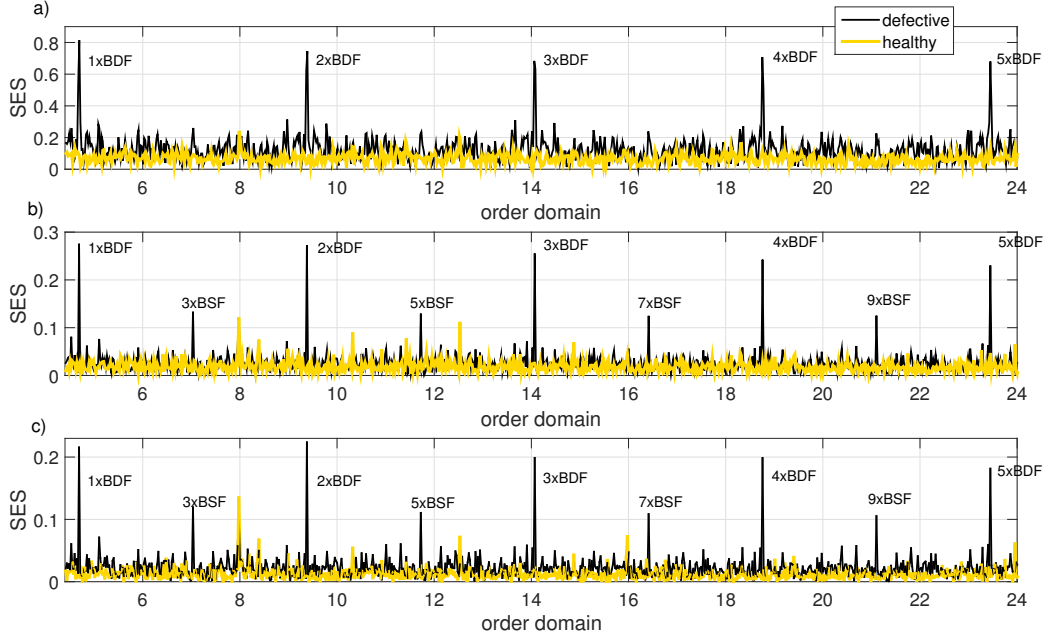 a)
defective
healthy
0.8
0.6
0.4
0.2
0
SES
1xBDF
2xBDF
3xBDF
4xBDF
5xBDF
6 8 10 12 14 16 18 20 22 24
order domain
b)
0.3
0.2
0.1
0
SES
1xBDF
3xBSF
2xBDF
5xBSF
3xBDF
7xBSF
4xBDF
9xBSF
5xBDF
6 8 10 12 14 16 18 20 22 24
order domain
c)
0.2
0.1
0
SES
1xBDF
3xBSF
2xBDF
5xBSF
3xBDF
7xBSF
4xBDF
9xBSF
5xBDF
6 8 10 12 14 16 18 20 22 24
order domain